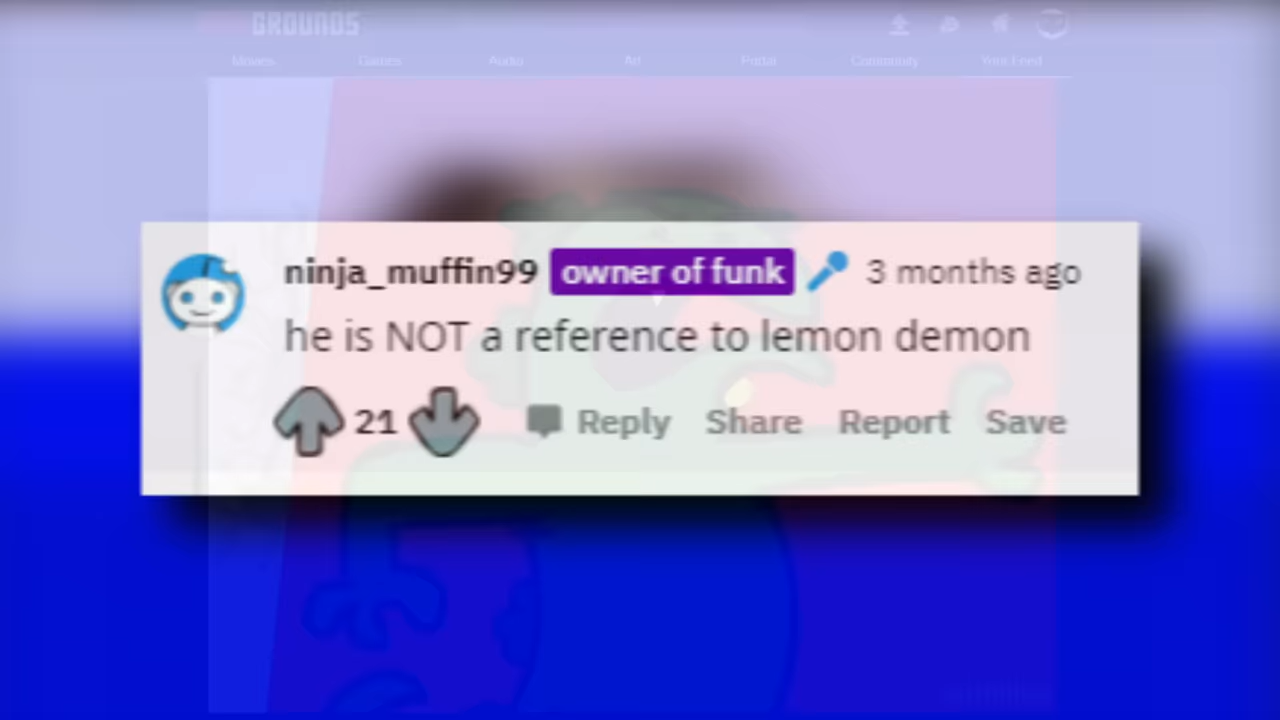 GROUNDS
Movies Games Audio Art Portal Community Your Feed
ninja_muffin99 owner of funk 3 months ago
he is NOT a reference to lemon demon
21 Reply Share Report Save